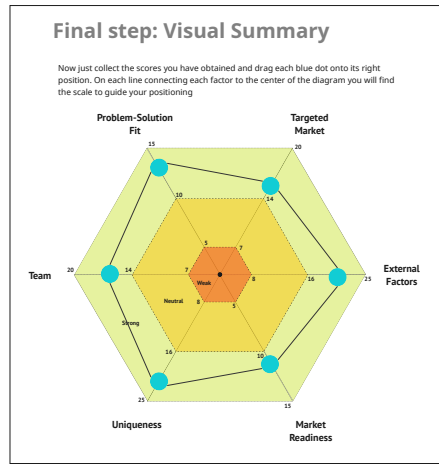 Final step: Visual Summary
Now just collect the scores you have obtained and drag each blue dot onto its right
position. On each line connecting each factor to the center of the diagram you will find
the scale to guide your positioning
Problem-Solution
Fit
Targeted
Market
15
20
10
14
5
7
Team
20
14
7
Weak
8
16
25
External
Factors
Neutral
8
5
Strong
16
10
25
15
Uniqueness
Market
Readiness